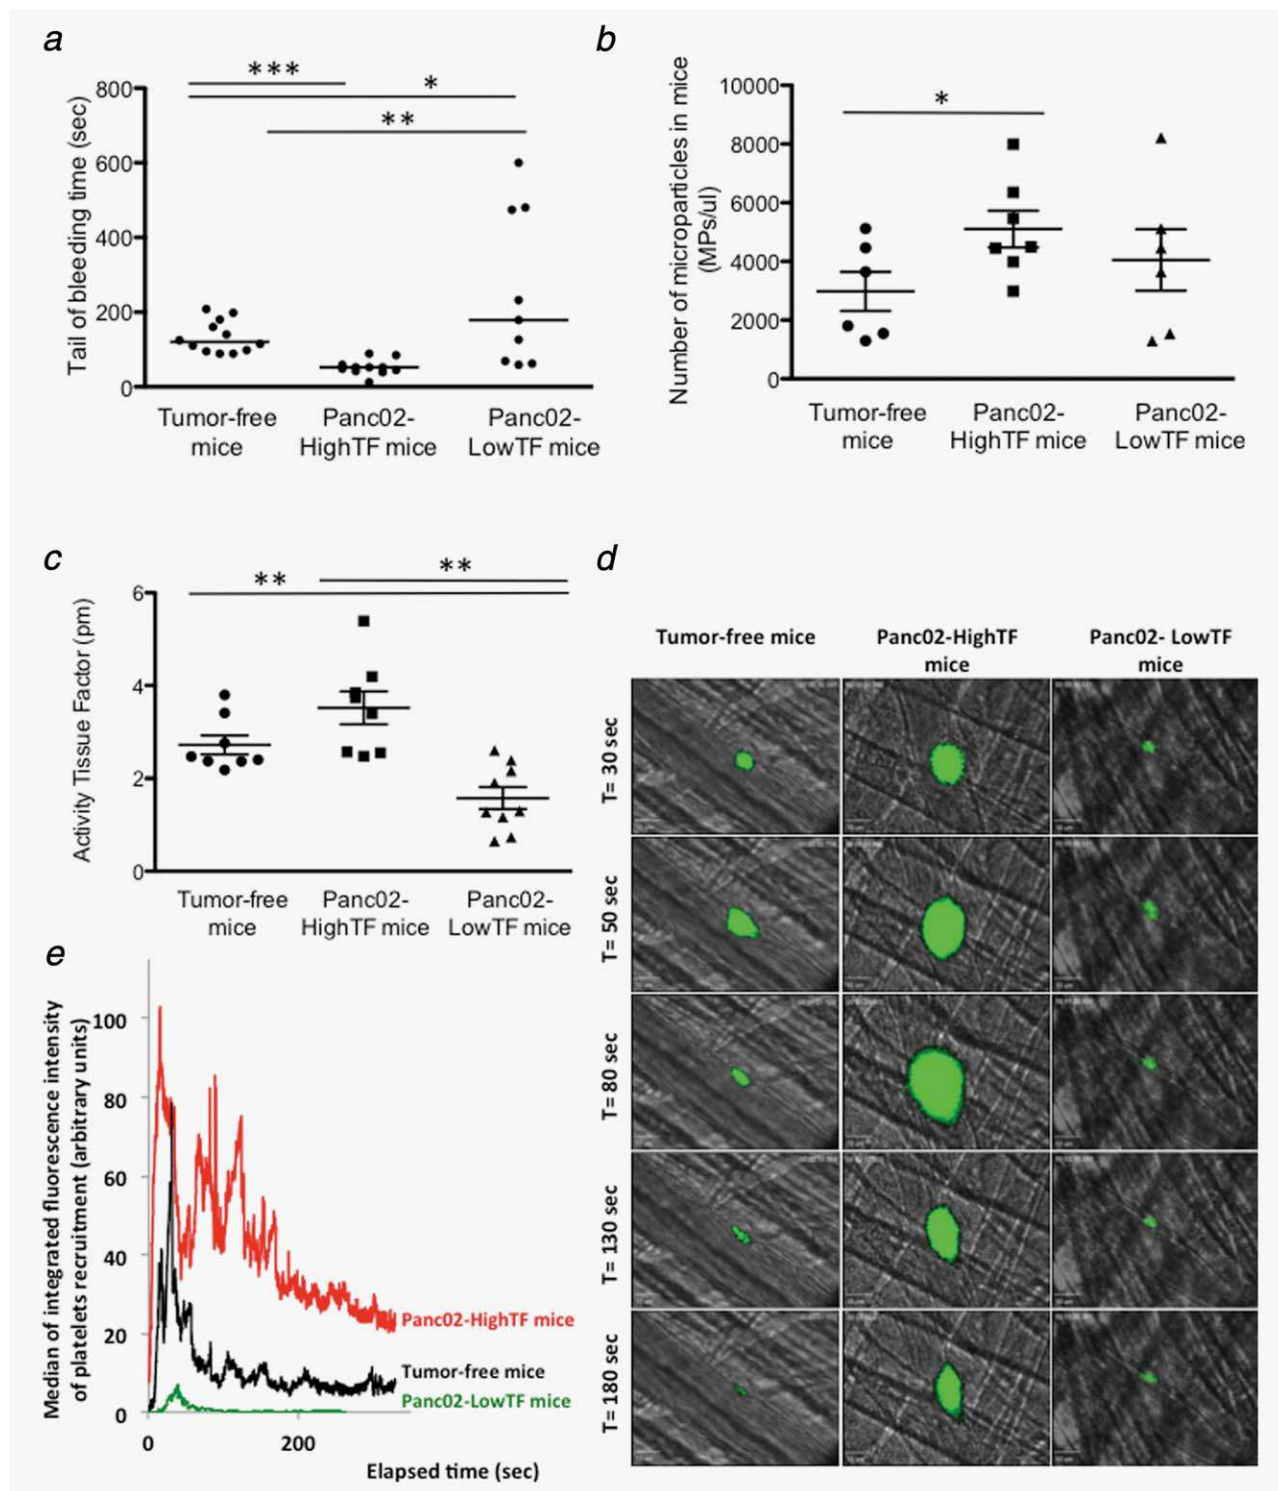 a
***
*
**
Tail of bleeding time (sec)
800
600
400
200
0
Tumor-free
mice
Panc02-
HighTF mice
Panc02-
LowTF mice
b
*
Number of microparticles in mice
(MPs/ul)
10000
8000
6000
4000
2000
0
Tumor-free
mice
Panc02-
HighTF mice
Panc02-
LowTF mice
c
**
**
Activity Tissue Factor (pm)
6
4
2
0
Tumor-free
mice
Panc02-
HighTF mice
Panc02-
LowTF mice
d
Tumor-free mice
Panc02-HighTF
mice
Panc02- LowTF
mice
T= 30 sec
T= 50 sec
T= 80 sec
T= 130 sec
T= 180 sec
e
Median of integrated fluorescence intensity
of platelets recruitment (arbitrary units)
100
80
60
40
20
0
Panc02-HighTF mice
Tumor-free mice
Panc02-LowTF mice
0
200
Elapsed time (sec)